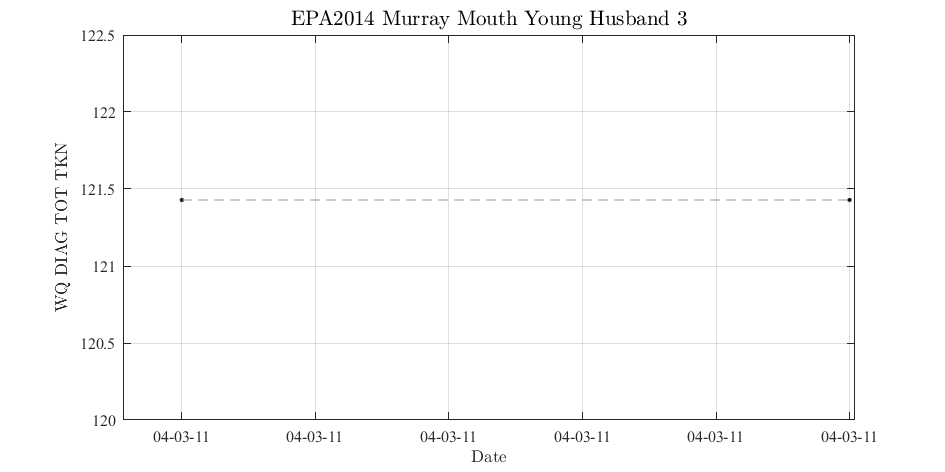 EPA2014 Murray Mouth Young Husband 3
122.5
122
121.5
121
120.5
120
WQ DIAG TOT TKN
04-03-11 04-03-11 04-03-11 04-03-11 04-03-11 04-03-11
Date